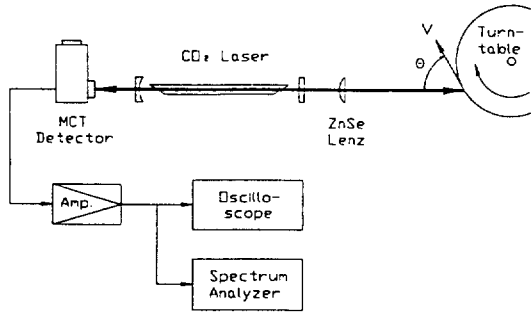 CO₂ Laser
V
Turn-
table
θ
MCT
Detector
ZnSe
Lenz
Amp.
Oscillo-
scope
Spectrum
Analyzer